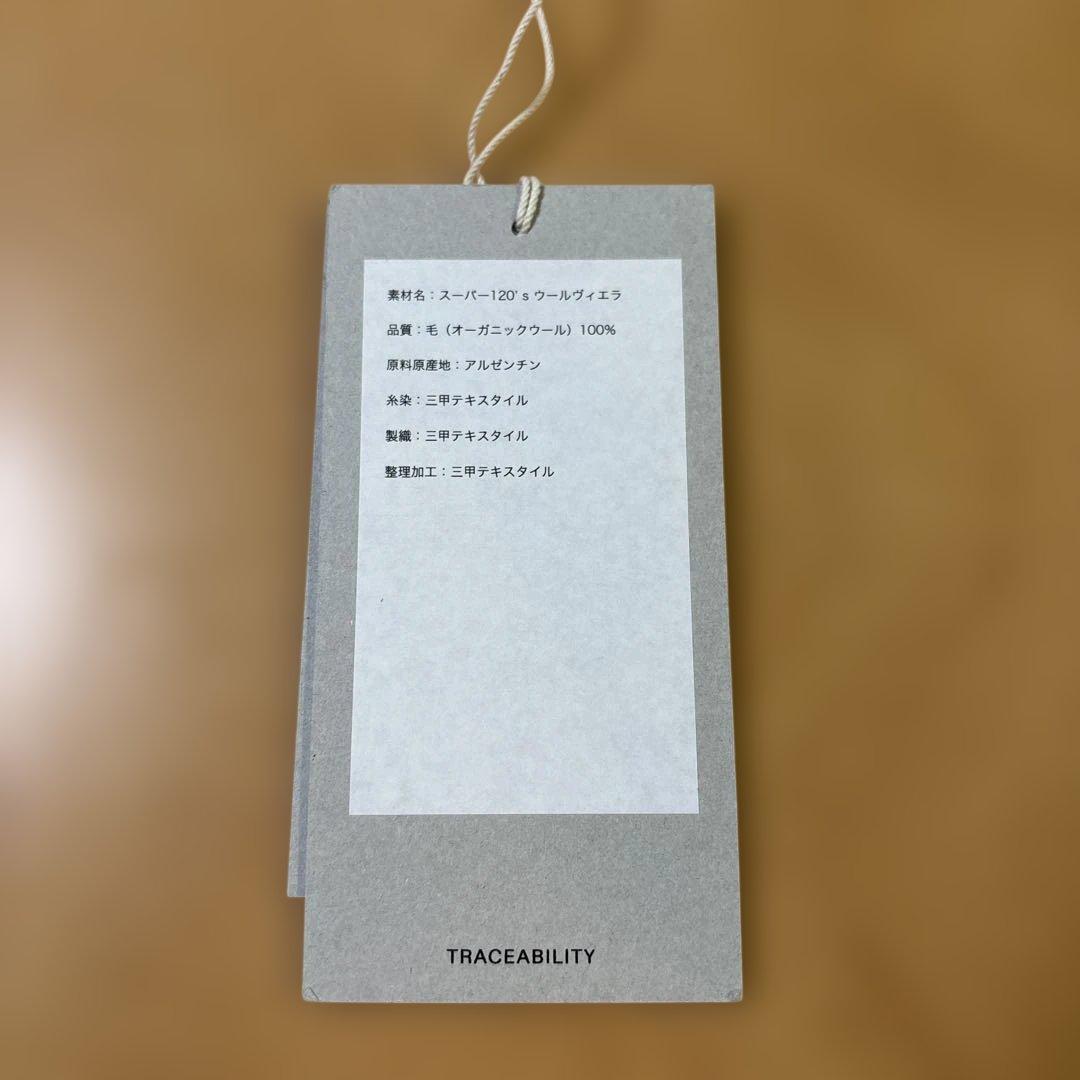 素材名：スーパー120's ウールヴィエラ
品質：毛（オーガニックウール）100%
原料原産地：アルゼンチン
糸染：三甲テキスタイル
製織：三甲テキスタイル
整理加工：三甲テキスタイル
TRACEABILITY